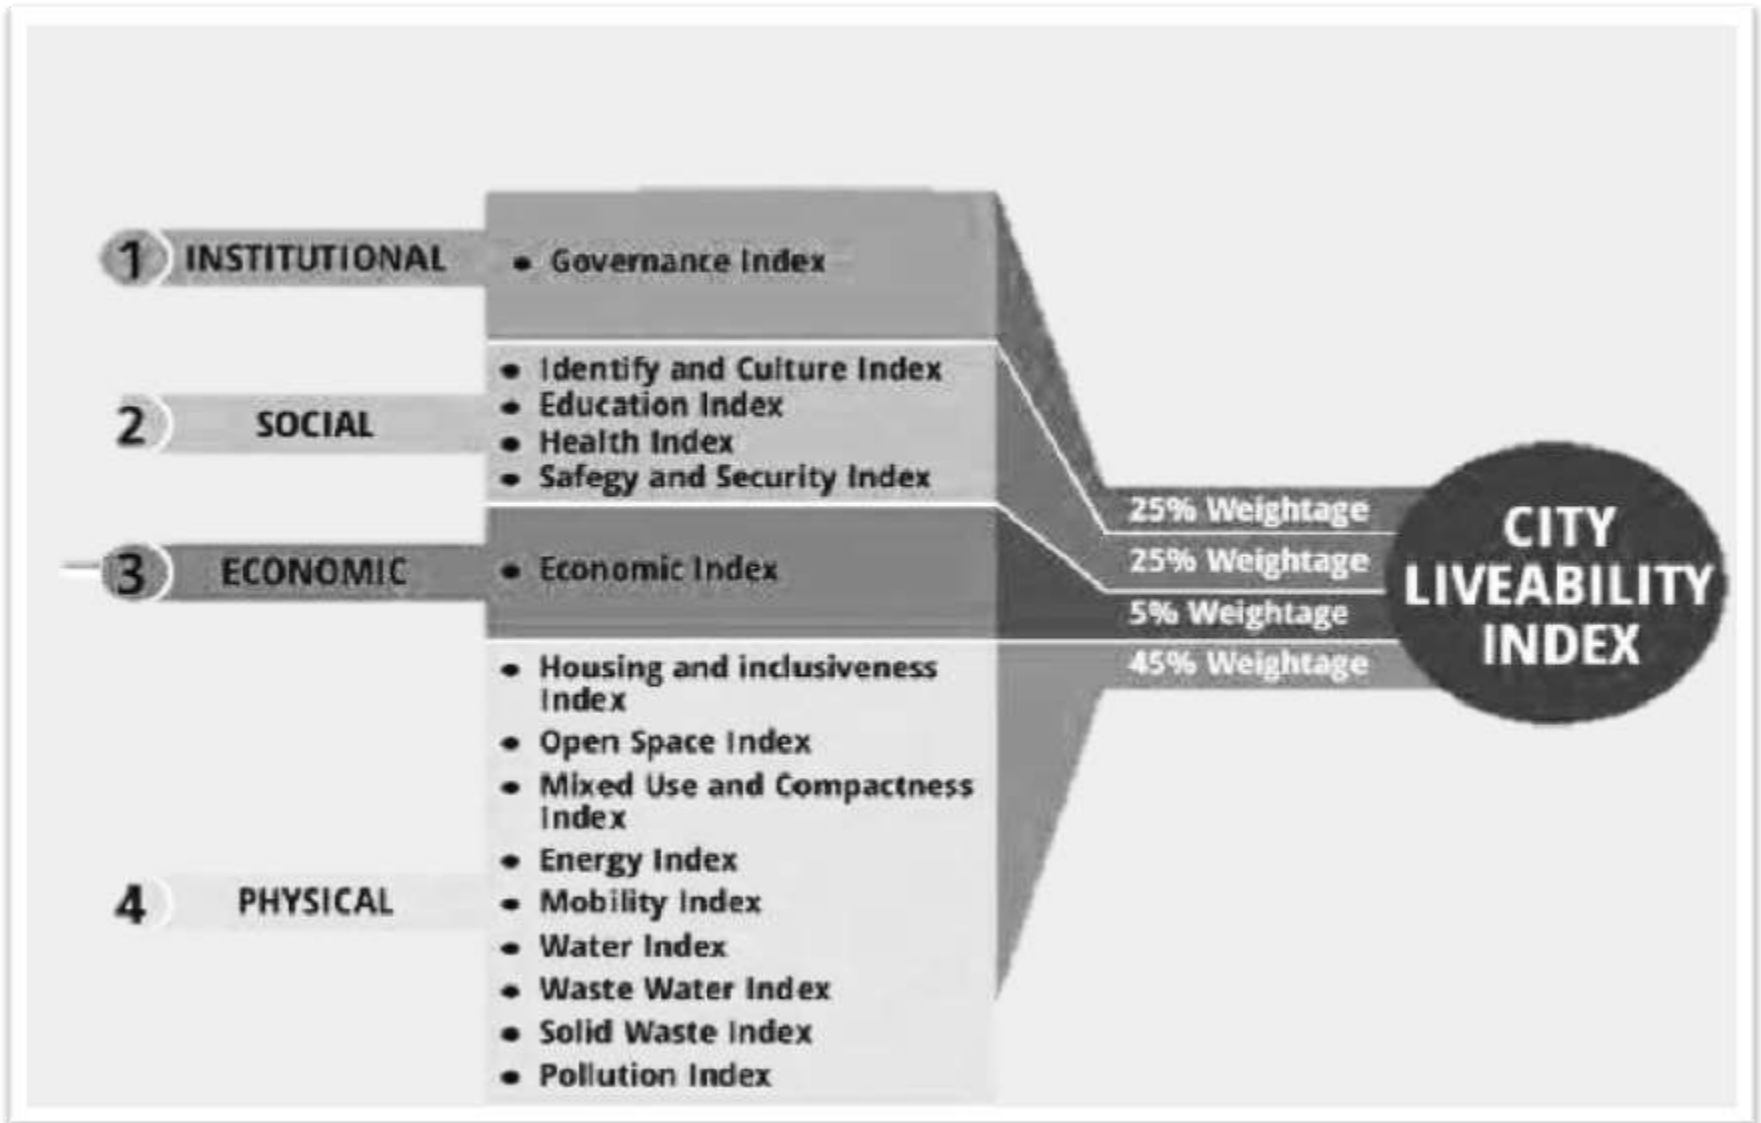 1 INSTITUTIONAL
• Governance Index
2 SOCIAL
• Identify and Culture Index
• Education Index
• Health Index
• Safegy and Security Index
3 ECONOMIC
• Economic Index
4 PHYSICAL
• Housing and inclusiveness
Index
• Open Space Index
• Mixed Use and Compactness
Index
• Energy Index
• Mobility Index
• Water Index
• Waste Water Index
• Solid Waste Index
• Pollution Index
25% Weightage
25% Weightage
5% Weightage
45% Weightage
CITY
LIVEABILITY
INDEX